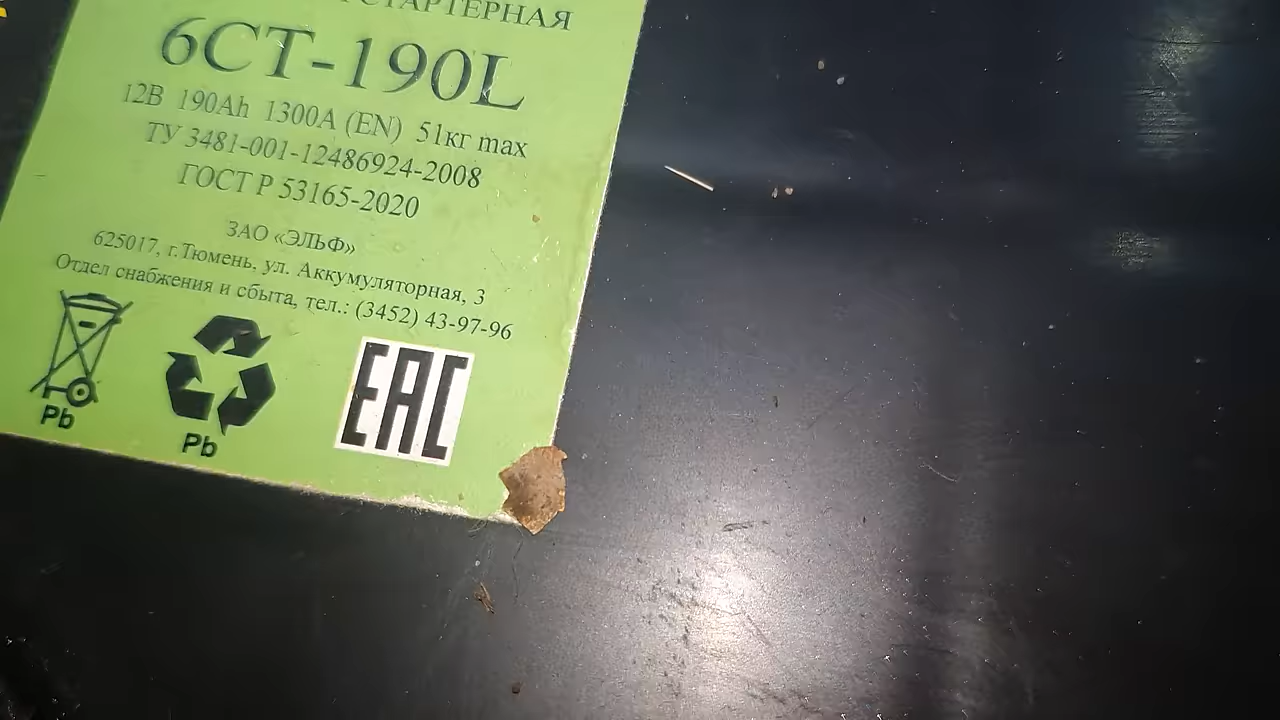 СТАРТЕРНАЯ
6СТ-190L
12В 190Ah 1300А (EN) 51кг max
ТУ 3481-001-12486924-2008
ГОСТ Р 53165-2020
ЗАО «ЭЛЬФ»
625017, г.Тюмень, ул. Аккумуляторная, 3
Отдел снабжения и сбыта, тел.: (3452) 43-97-96
Pb
Pb
EAC